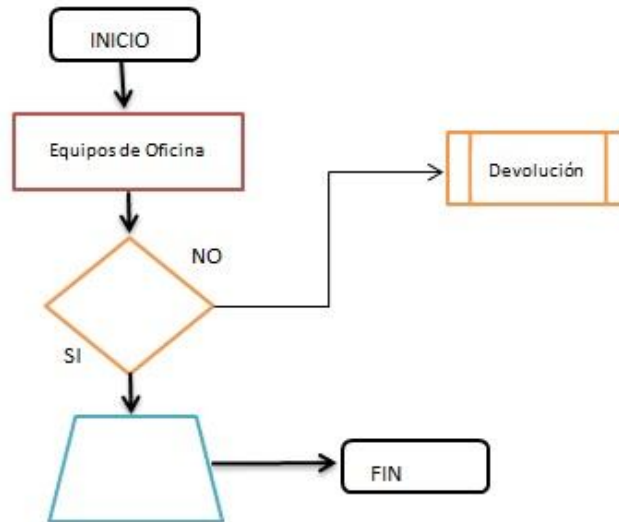 INICIO
Equipos de Oficina
Devolución
NO
SI
FIN